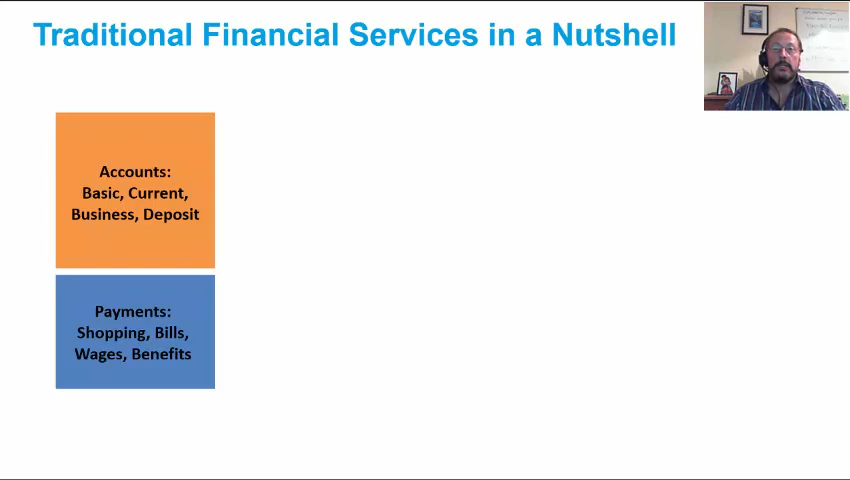 Traditional Financial Services in a Nutshell
Accounts:
Basic, Current,
Business, Deposit
Payments:
Shopping, Bills,
Wages, Benefits